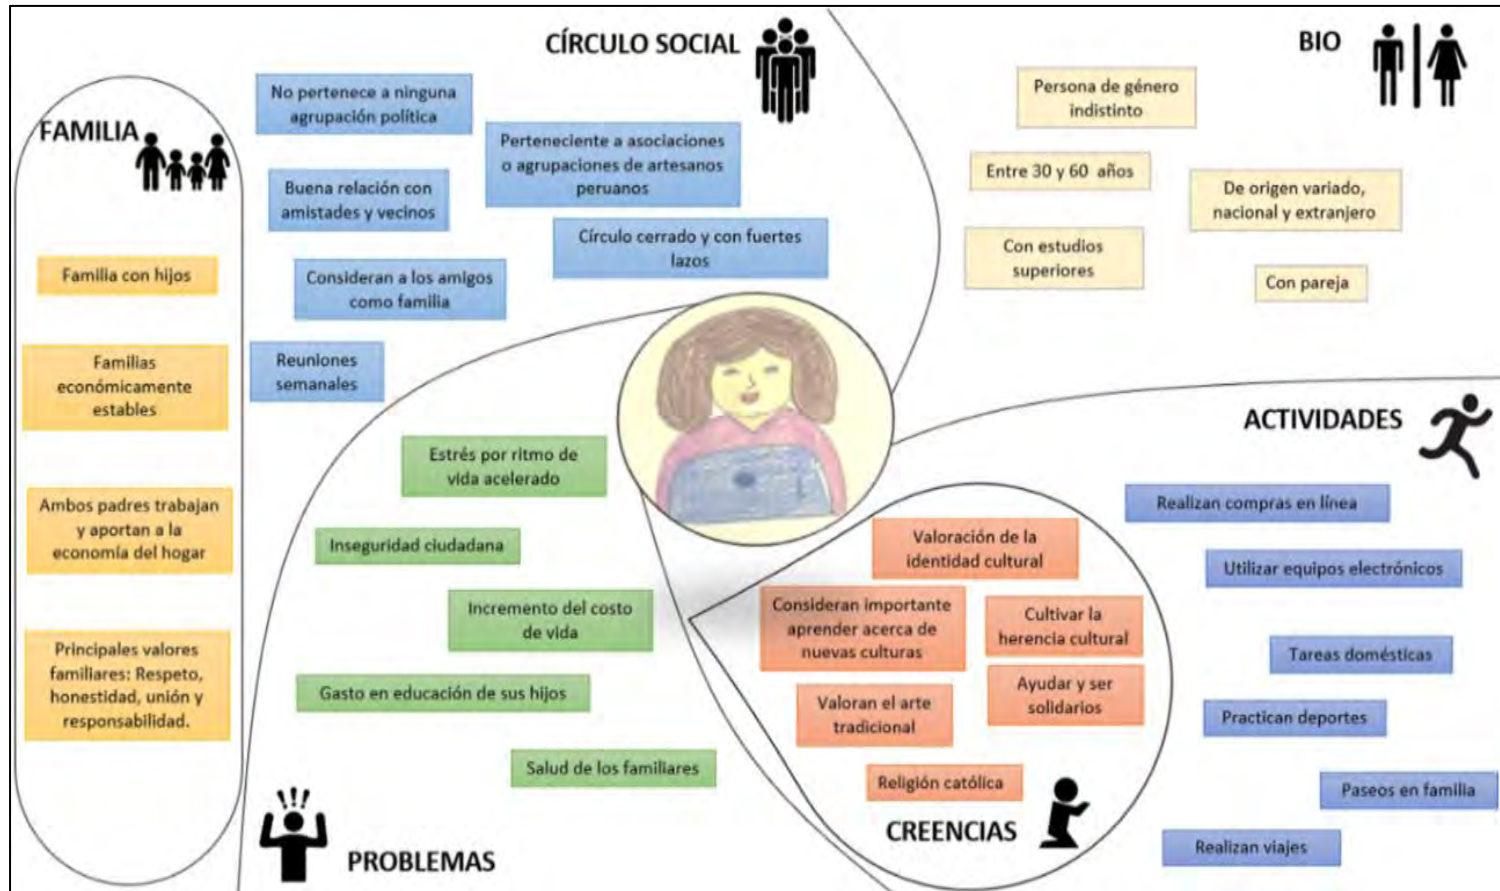 FAMILIA
Familia con hijos
Familias
económicamente
estables
Ambos padres trabajan
y aportan a la
economía del hogar
Principales valores
familiares: Respeto,
honestidad, unión y
responsabilidad.
CÍRCULO SOCIAL
No pertenece a ninguna
agrupación política
Perteneciente a asociaciones
o agrupaciones de artesanos
peruanos
Buena relación con
amistades y vecinos
Círculo cerrado y con fuertes
lazos
Consideran a los amigos
como familia
Reuniones
semanales
BIO
Persona de género
indistinto
Entre 30 y 60 años
De origen variado,
nacional y extranjero
Con estudios
superiores
Con pareja
Estrés por ritmo de
vida acelerado
Inseguridad ciudadana
Incremento del costo
de vida
Gasto en educación de sus hijos
Salud de los familiares
PROBLEMAS
Valoración de la
identidad cultural
Consideran importante
aprender acerca de
nuevas culturas
Cultivar la
herencia cultural
Valoran el arte
tradicional
Ayudar y ser
solidarios
Religión católica
CREENCIAS
ACTIVIDADES
Realizan compras en línea
Utilizar equipos electrónicos
Tareas domésticas
Practican deportes
Paseos en familia
Realizan viajes